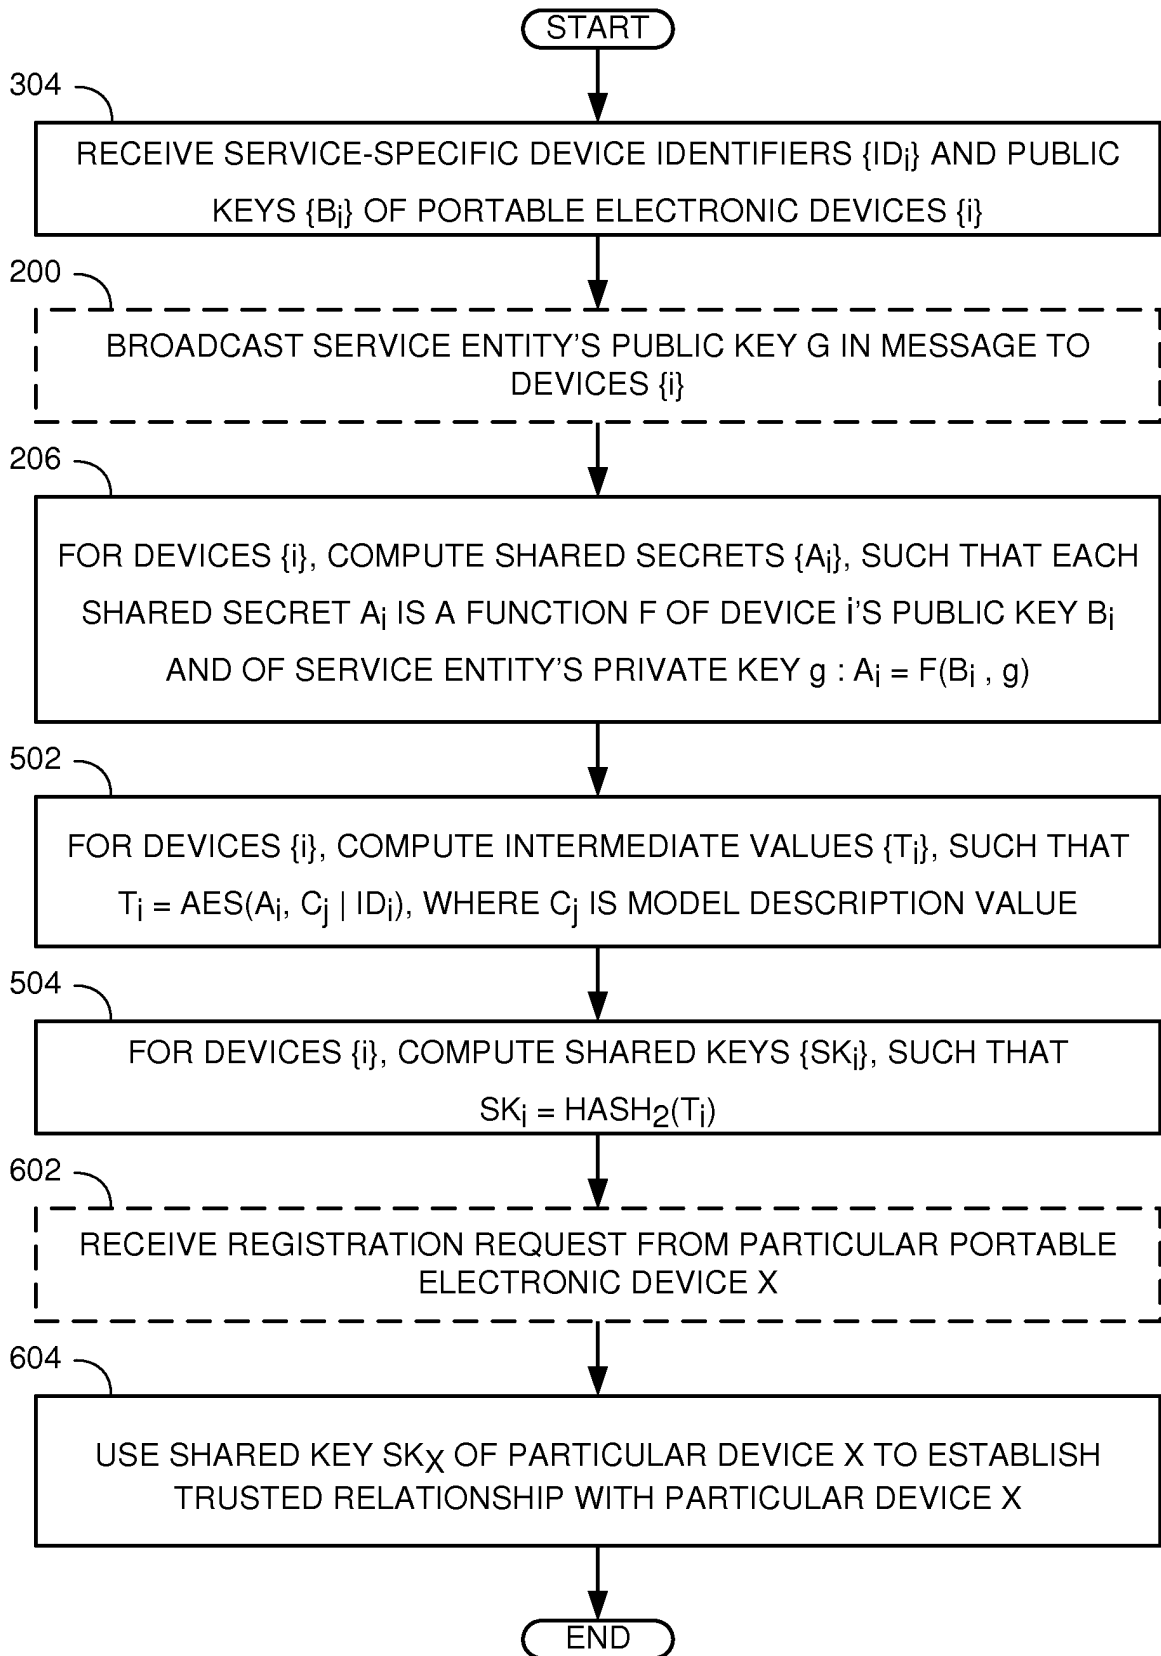 START
304
RECEIVE SERVICE-SPECIFIC DEVICE IDENTIFIERS {IDi} AND PUBLIC
KEYS {Bi} OF PORTABLE ELECTRONIC DEVICES {i}
200
BROADCAST SERVICE ENTITY'S PUBLIC KEY G IN MESSAGE TO
DEVICES {i}
206
FOR DEVICES {i}, COMPUTE SHARED SECRETS {Ai}, SUCH THAT EACH
SHARED SECRET Ai IS A FUNCTION F OF DEVICE i'S PUBLIC KEY Bi
AND OF SERVICE ENTITY'S PRIVATE KEY g : Ai = F(Bi , g)
502
FOR DEVICES {i}, COMPUTE INTERMEDIATE VALUES {Ti}, SUCH THAT
Ti = AES(Ai, Cj | IDi), WHERE Cj IS MODEL DESCRIPTION VALUE
504
FOR DEVICES {i}, COMPUTE SHARED KEYS {SKi}, SUCH THAT
SKi = HASH2(Ti)
602
RECEIVE REGISTRATION REQUEST FROM PARTICULAR PORTABLE
ELECTRONIC DEVICE X
604
USE SHARED KEY SKX OF PARTICULAR DEVICE X TO ESTABLISH
TRUSTED RELATIONSHIP WITH PARTICULAR DEVICE X
END